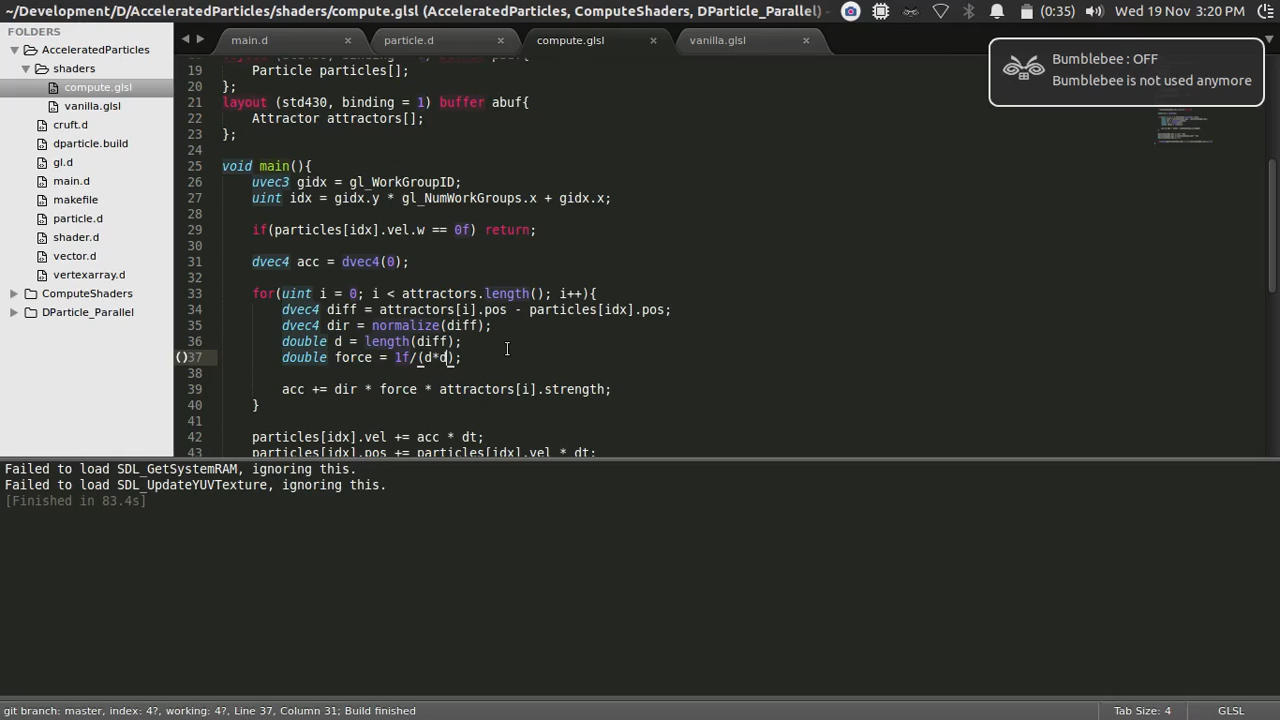 ~/Development/D/AcceleratedParticles/shaders/compute.glsl (AcceleratedParticles, ComputeShaders, DParticle_Parallel)
(0:35) Wed 19 Nov 3:20 PM
FOLDERS
AcceleratedParticles
shaders
compute.glsl
vanilla.glsl
cruft.d
dparticle.build
gl.d
main.d
makefile
particle.d
shader.d
vector.d
vertexarray.d
ComputeShaders
DParticle_Parallel
main.d × particle.d × compute.glsl × vanilla.glsl ×
Bumblebee : OFF
Bumblebee is not used anymore
19 Particle particles[];
20 };
21 layout (std430, binding = 1) buffer abuf{
22 Attractor attractors[];
23 };
24
25 void main(){
26 uvec3 gidx = gl_WorkGroupID;
27 uint idx = gidx.y * gl_NumWorkGroups.x + gidx.x;
28
29 if(particles[idx].vel.w == 0f) return;
30
31 dvec4 acc = dvec4(0);
32
33 for(uint i = 0; i < attractors.length(); i++){
34 dvec4 diff = attractors[i].pos - particles[idx].pos;
35 dvec4 dir = normalize(diff);
36 double d = length(diff);
()37 double force = 1f/(d*d);
38
39 acc += dir * force * attractors[i].strength;
40 }
41
42 particles[idx].vel += acc * dt;
43 particles[idx].pos += particles[idx].vel * dt;
Failed to load SDL_GetSystemRAM, ignoring this.
Failed to load SDL_UpdateYUVTexture, ignoring this.
[Finished in 83.4s]
git branch: master, index: 4?, working: 4?, Line 37, Column 31; Build finished
Tab Size: 4 GLSL